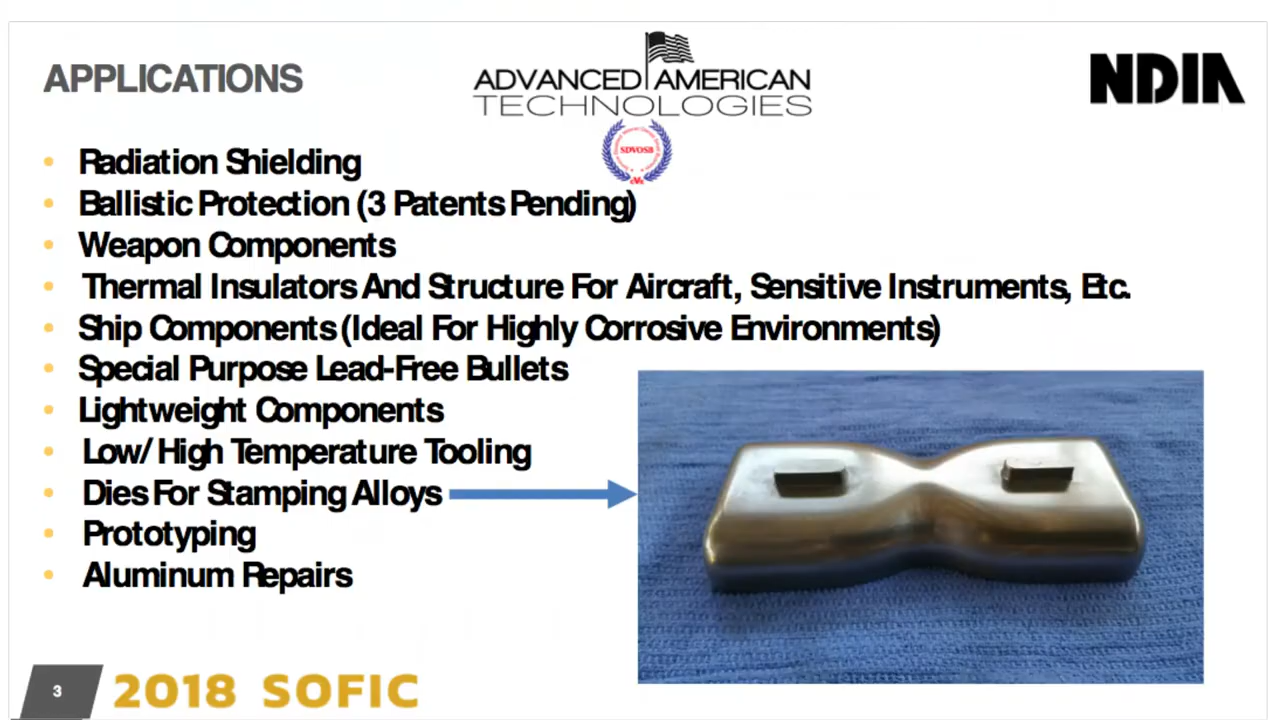 APPLICATIONS
ADVANCED AMERICAN
TECHNOLOGIES
NDIA
SDVOSB
Radiation Shielding
Ballistic Protection (3 Patents Pending)
Weapon Components
Thermal Insulators And Structure For Aircraft, Sensitive Instruments, Etc.
Ship Components (Ideal For Highly Corrosive Environments)
Special Purpose Lead-Free Bullets
Lightweight Components
Low/High Temperature Tooling
Dies For Stamping Alloys
Prototyping
Aluminum Repairs
3
2018 SOFIC